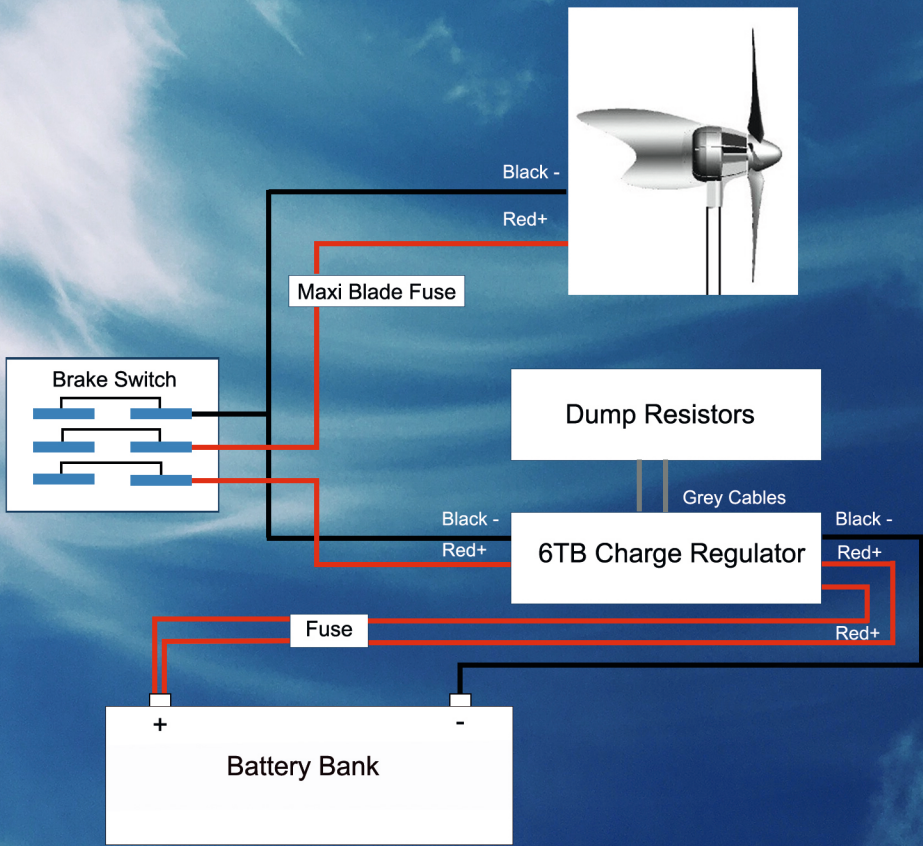 Black -
Red+
Maxi Blade Fuse
Brake Switch
Dump Resistors
Grey Cables
Black -
Black -
Red+
6TB Charge Regulator
Red+
Fuse
Red+
+
-
Battery Bank